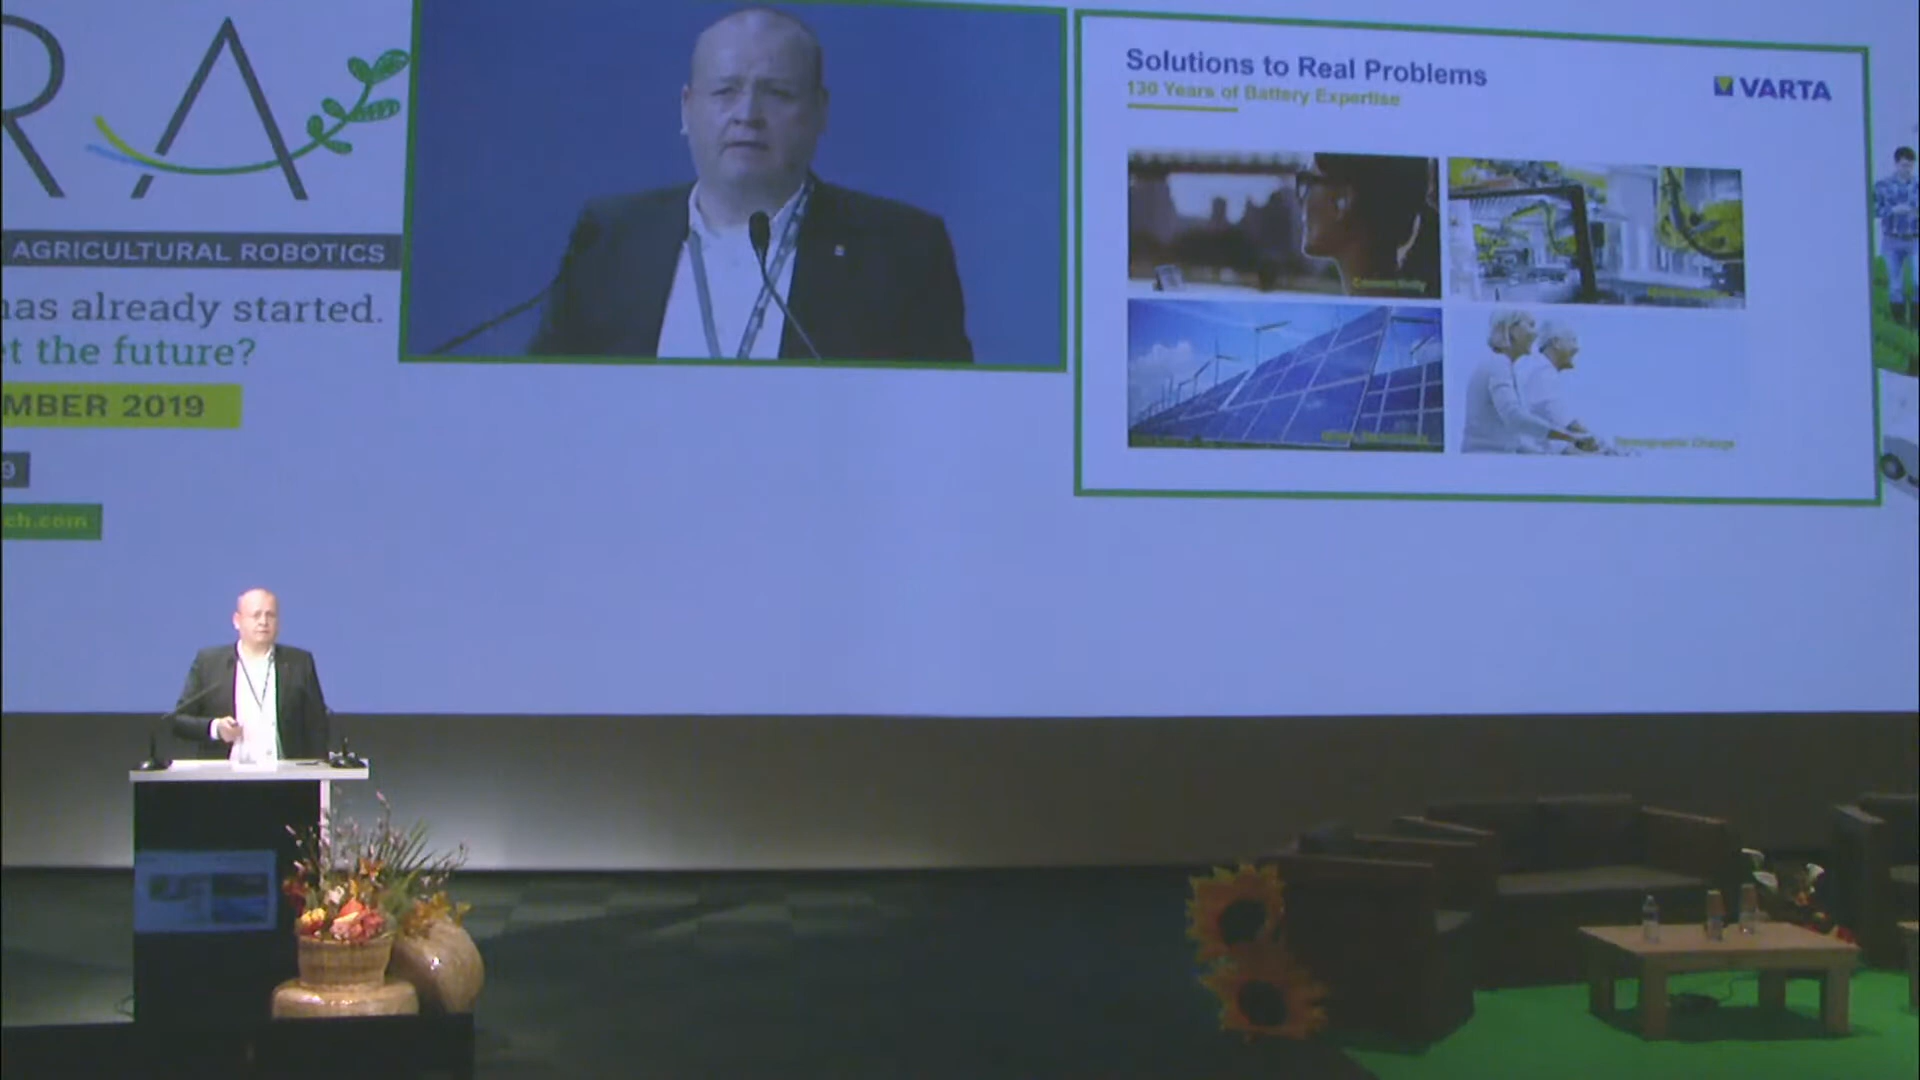 RA
AGRICULTURAL ROBOTICS
has already started.
t the future?
MBER 2019
9
ch.com
Solutions to Real Problems
130 Years of Battery Expertise
VARTA
Connectivity
Demographic Change